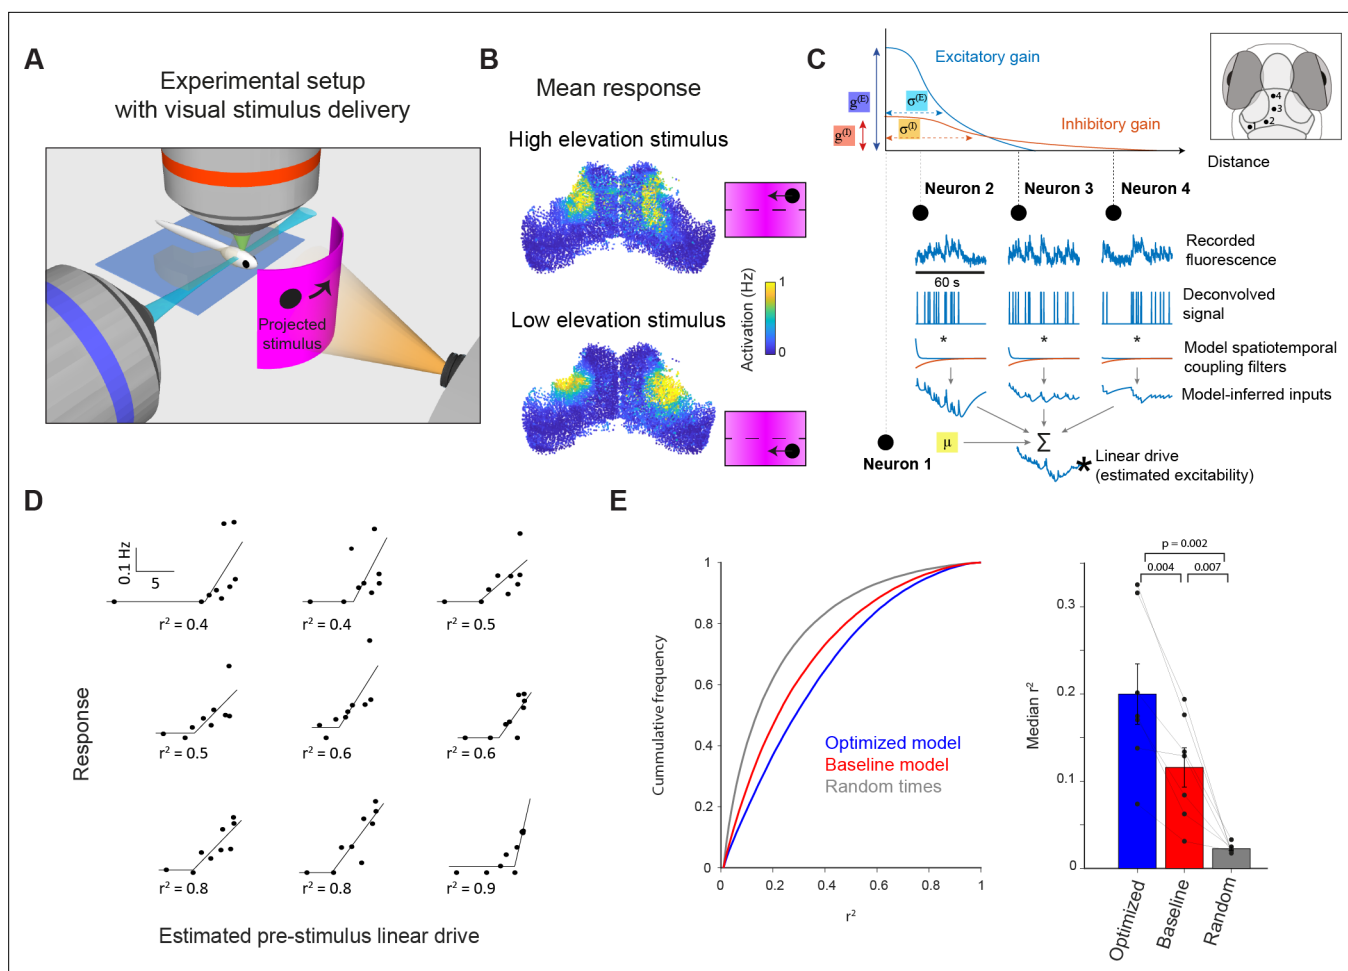 A
Experimental setup
with visual stimulus delivery
Projected
stimulus
B
Mean response
High elevation stimulus
Low elevation stimulus
Activation (Hz)
1
0
C
Excitatory gain
Inhibitory gain
g(E)
σ(E)
g(I)
σ(I)
Distance
4
3
2
Neuron 2
Neuron 3
Neuron 4
Recorded
fluorescence
60 s
Deconvolved
signal
* * *
Model spatiotemporal
coupling filters
Model-inferred inputs
μ
Σ
Neuron 1
*
Linear drive
(estimated excitability)
D
0.1 Hz
5
r² = 0.4
r² = 0.4
r² = 0.5
r² = 0.5
r² = 0.6
r² = 0.6
r² = 0.8
r² = 0.8
r² = 0.9
Response
Estimated pre-stimulus linear drive
E
Cummulative frequency
1
0.8
0.6
0.4
0.2
0
0 0.2 0.4 0.6 0.8 1
r²
Optimized model
Baseline model
Random times
p = 0.002
0.004
0.007
Median r²
0.3
0.2
0.1
0
Optimized
Baseline
Random